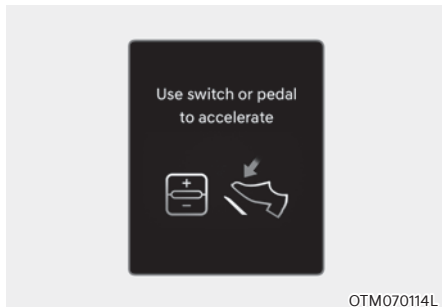 Use switch or pedal
to accelerate
+
−
OTM070114L